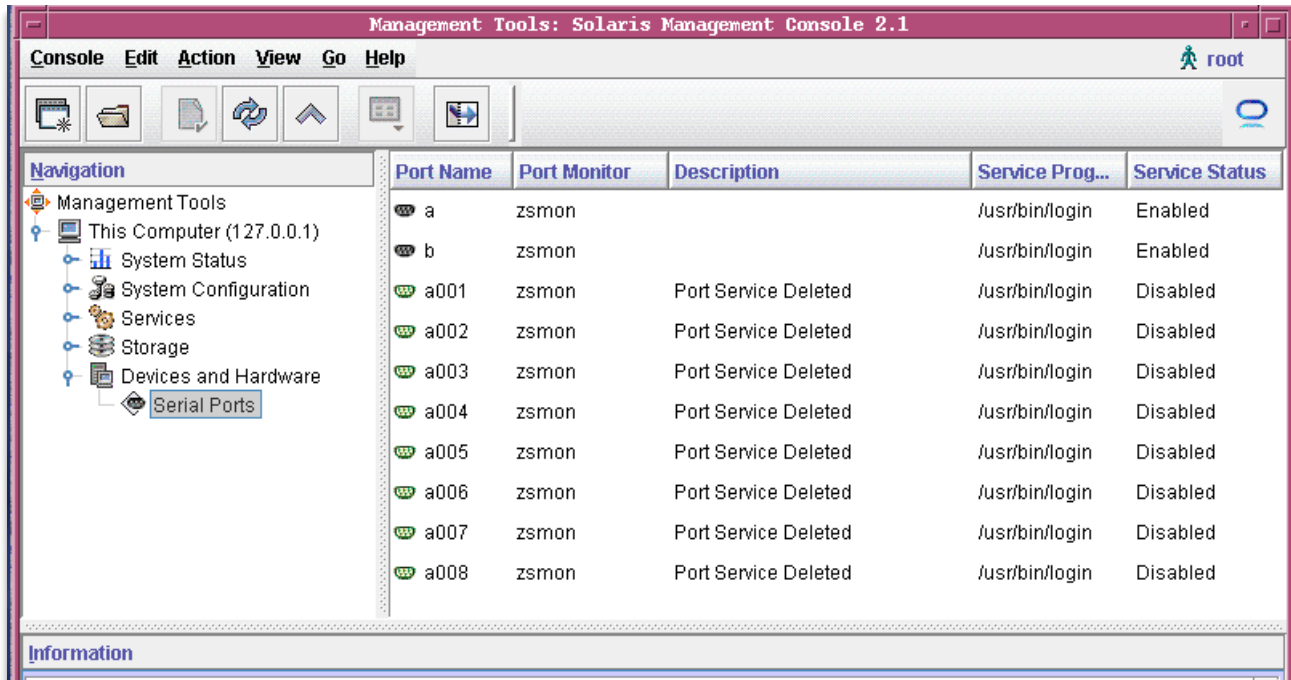 Management Tools: Solaris Management Console 2.1
Console Edit Action View Go Help root
Navigation
Management Tools
This Computer (127.0.0.1)
System Status
System Configuration
Services
Storage
Devices and Hardware
Serial Ports
Port Name Port Monitor Description Service Prog... Service Status
a zsmon /usr/bin/login Enabled
b zsmon /usr/bin/login Enabled
a001 zsmon Port Service Deleted /usr/bin/login Disabled
a002 zsmon Port Service Deleted /usr/bin/login Disabled
a003 zsmon Port Service Deleted /usr/bin/login Disabled
a004 zsmon Port Service Deleted /usr/bin/login Disabled
a005 zsmon Port Service Deleted /usr/bin/login Disabled
a006 zsmon Port Service Deleted /usr/bin/login Disabled
a007 zsmon Port Service Deleted /usr/bin/login Disabled
a008 zsmon Port Service Deleted /usr/bin/login Disabled
Information